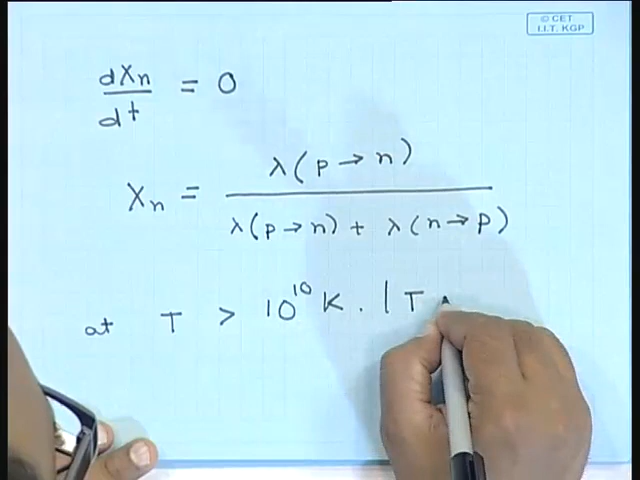 © CET
I.I.T. KGP
dXn/dt = 0
Xn = λ(p → n) / λ(p → n) + λ(n → p)
at T > 10¹⁰ K. | T